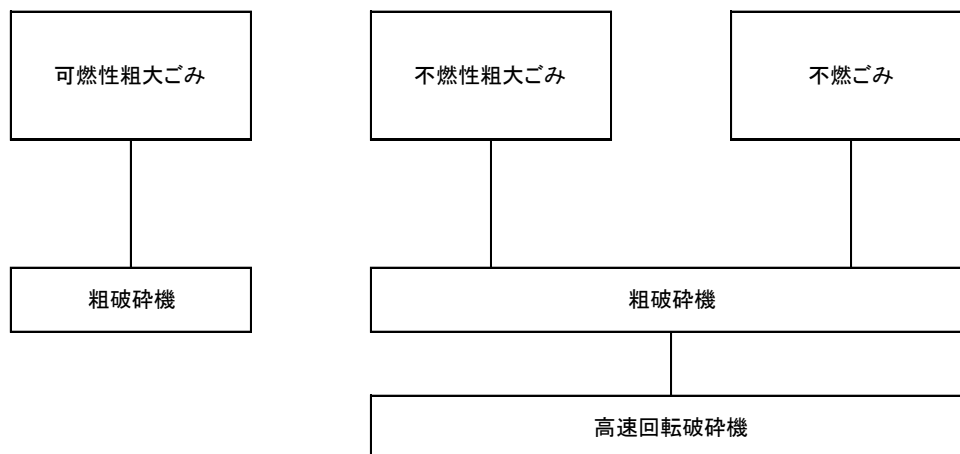 可燃性粗大ごみ
不燃性粗大ごみ
不燃ごみ
粗破砕機
粗破砕機
高速回転破砕機